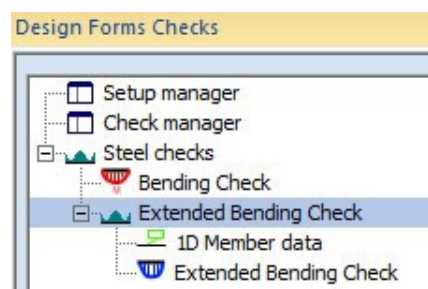 Design Forms Checks
Setup manager
Check manager
Steel checks
Bending Check
Extended Bending Check
1D Member data
Extended Bending Check